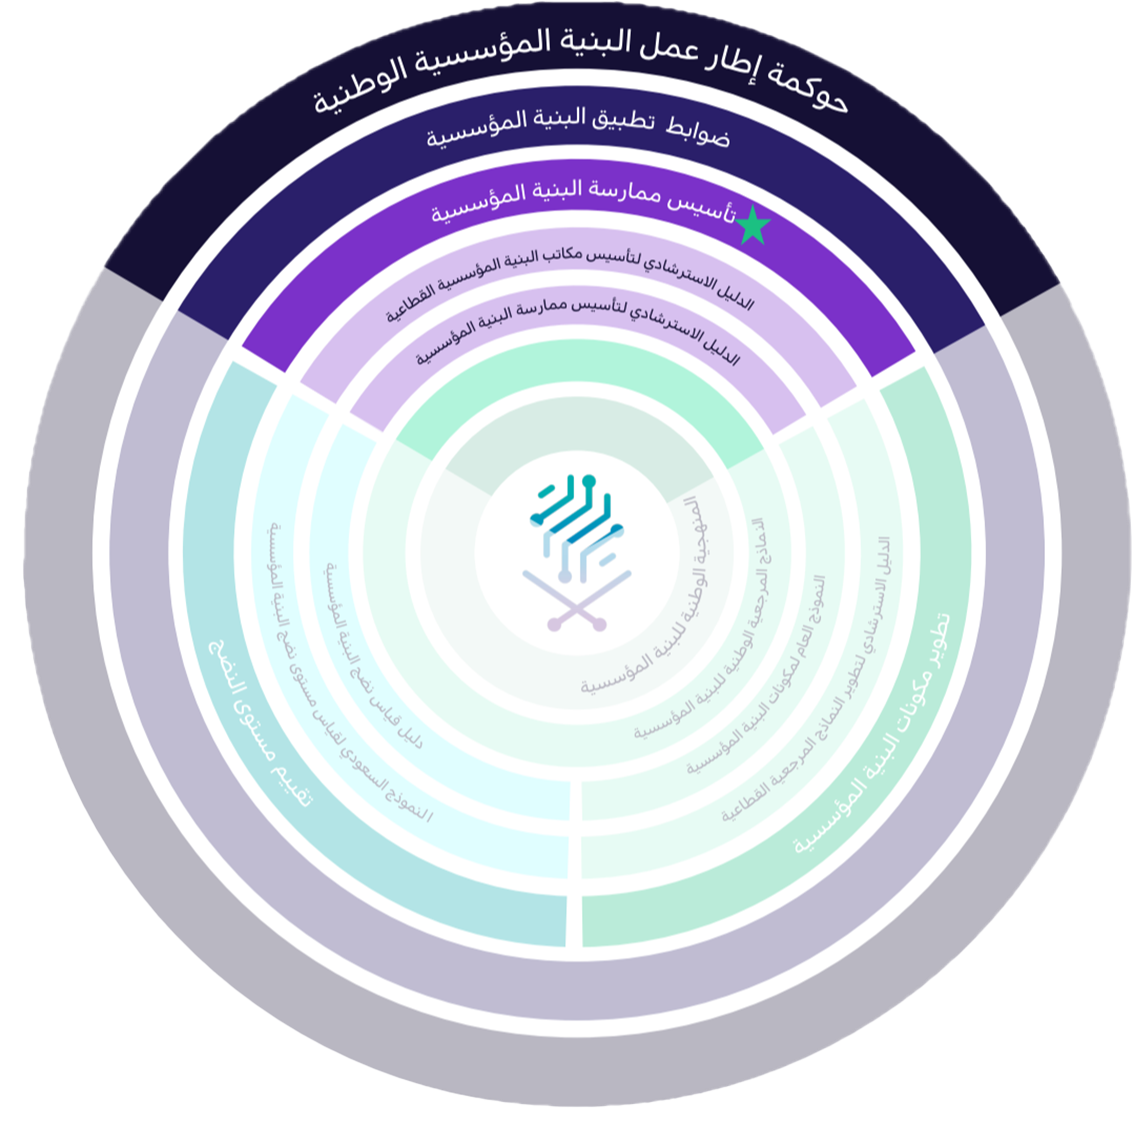 حوكمة إطار عمل البنية المؤسسية الوطنية
ضوابط تطبيق البنية المؤسسية
تأسيس ممارسة البنية المؤسسية
الدليل الاسترشادي لتأسيس مكاتب البنية المؤسسية القطاعية
الدليل الاسترشادي لتأسيس ممارسة البنية المؤسسية
تطوير مكونات البنية المؤسسية
الدليل الاسترشادي لتطوير النماذج المرجعية القطاعية
النموذج العام لمكونات البنية المؤسسية
النماذج المرجعية الوطنية للبنية المؤسسية
المنهجية الوطنية للبنية المؤسسية
دليل قياس نضج البنية المؤسسية
النموذج السعودي لقياس مستوى نضج البنية المؤسسية
تقييم مستوى النضج